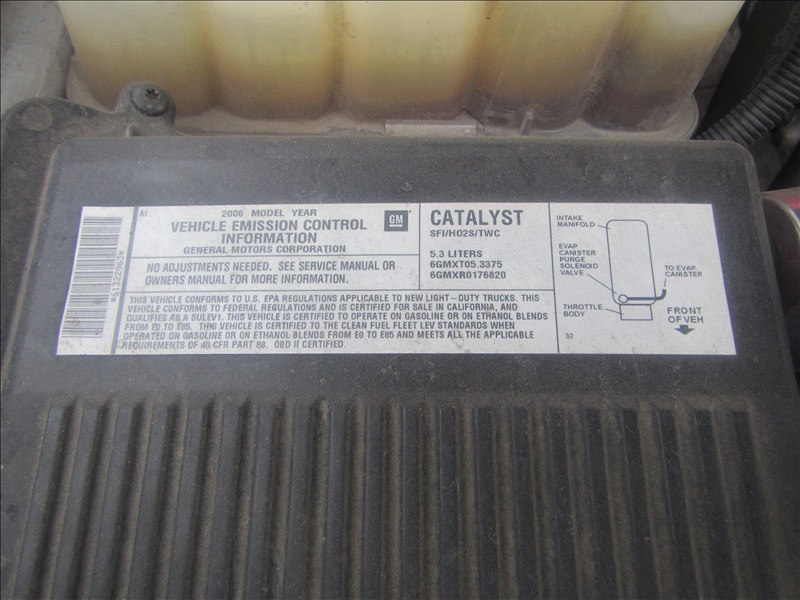 A1
2006 MODEL YEAR
VEHICLE EMISSION CONTROL
INFORMATION
GENERAL MOTORS CORPORATION
GM
NO ADJUSTMENTS NEEDED. SEE SERVICE MANUAL OR
OWNERS MANUAL FOR MORE INFORMATION.
CATALYST
SFI/HO2S/TWC
5.3 LITERS
6GMXT05.3375
6GMXR0176820
THIS VEHICLE CONFORMS TO U.S. EPA REGULATIONS APPLICABLE TO NEW LIGHT-DUTY TRUCKS. THIS
VEHICLE CONFORMS TO FEDERAL REGULATIONS AND IS CERTIFIED FOR SALE IN CALIFORNIA, AND
QUALIFIES AS A SULEV1. THIS VEHICLE IS CERTIFIED TO OPERATE ON GASOLINE OR ON ETHANOL BLENDS
FROM E0 TO E85. THIS VEHICLE IS CERTIFIED TO THE CLEAN FUEL FLEET LEV STANDARDS WHEN
OPERATED ON GASOLINE OR ON ETHANOL BLENDS FROM E0 TO E85 AND MEETS ALL THE APPLICABLE
REQUIREMENTS OF 40 CFR PART 88. OBD II CERTIFIED.
INTAKE
MANIFOLD
EVAP
CANISTER
PURGE
SOLENOID
VALVE
TO EVAP
CANISTER
THROTTLE
BODY
FRONT
OF VEH
37